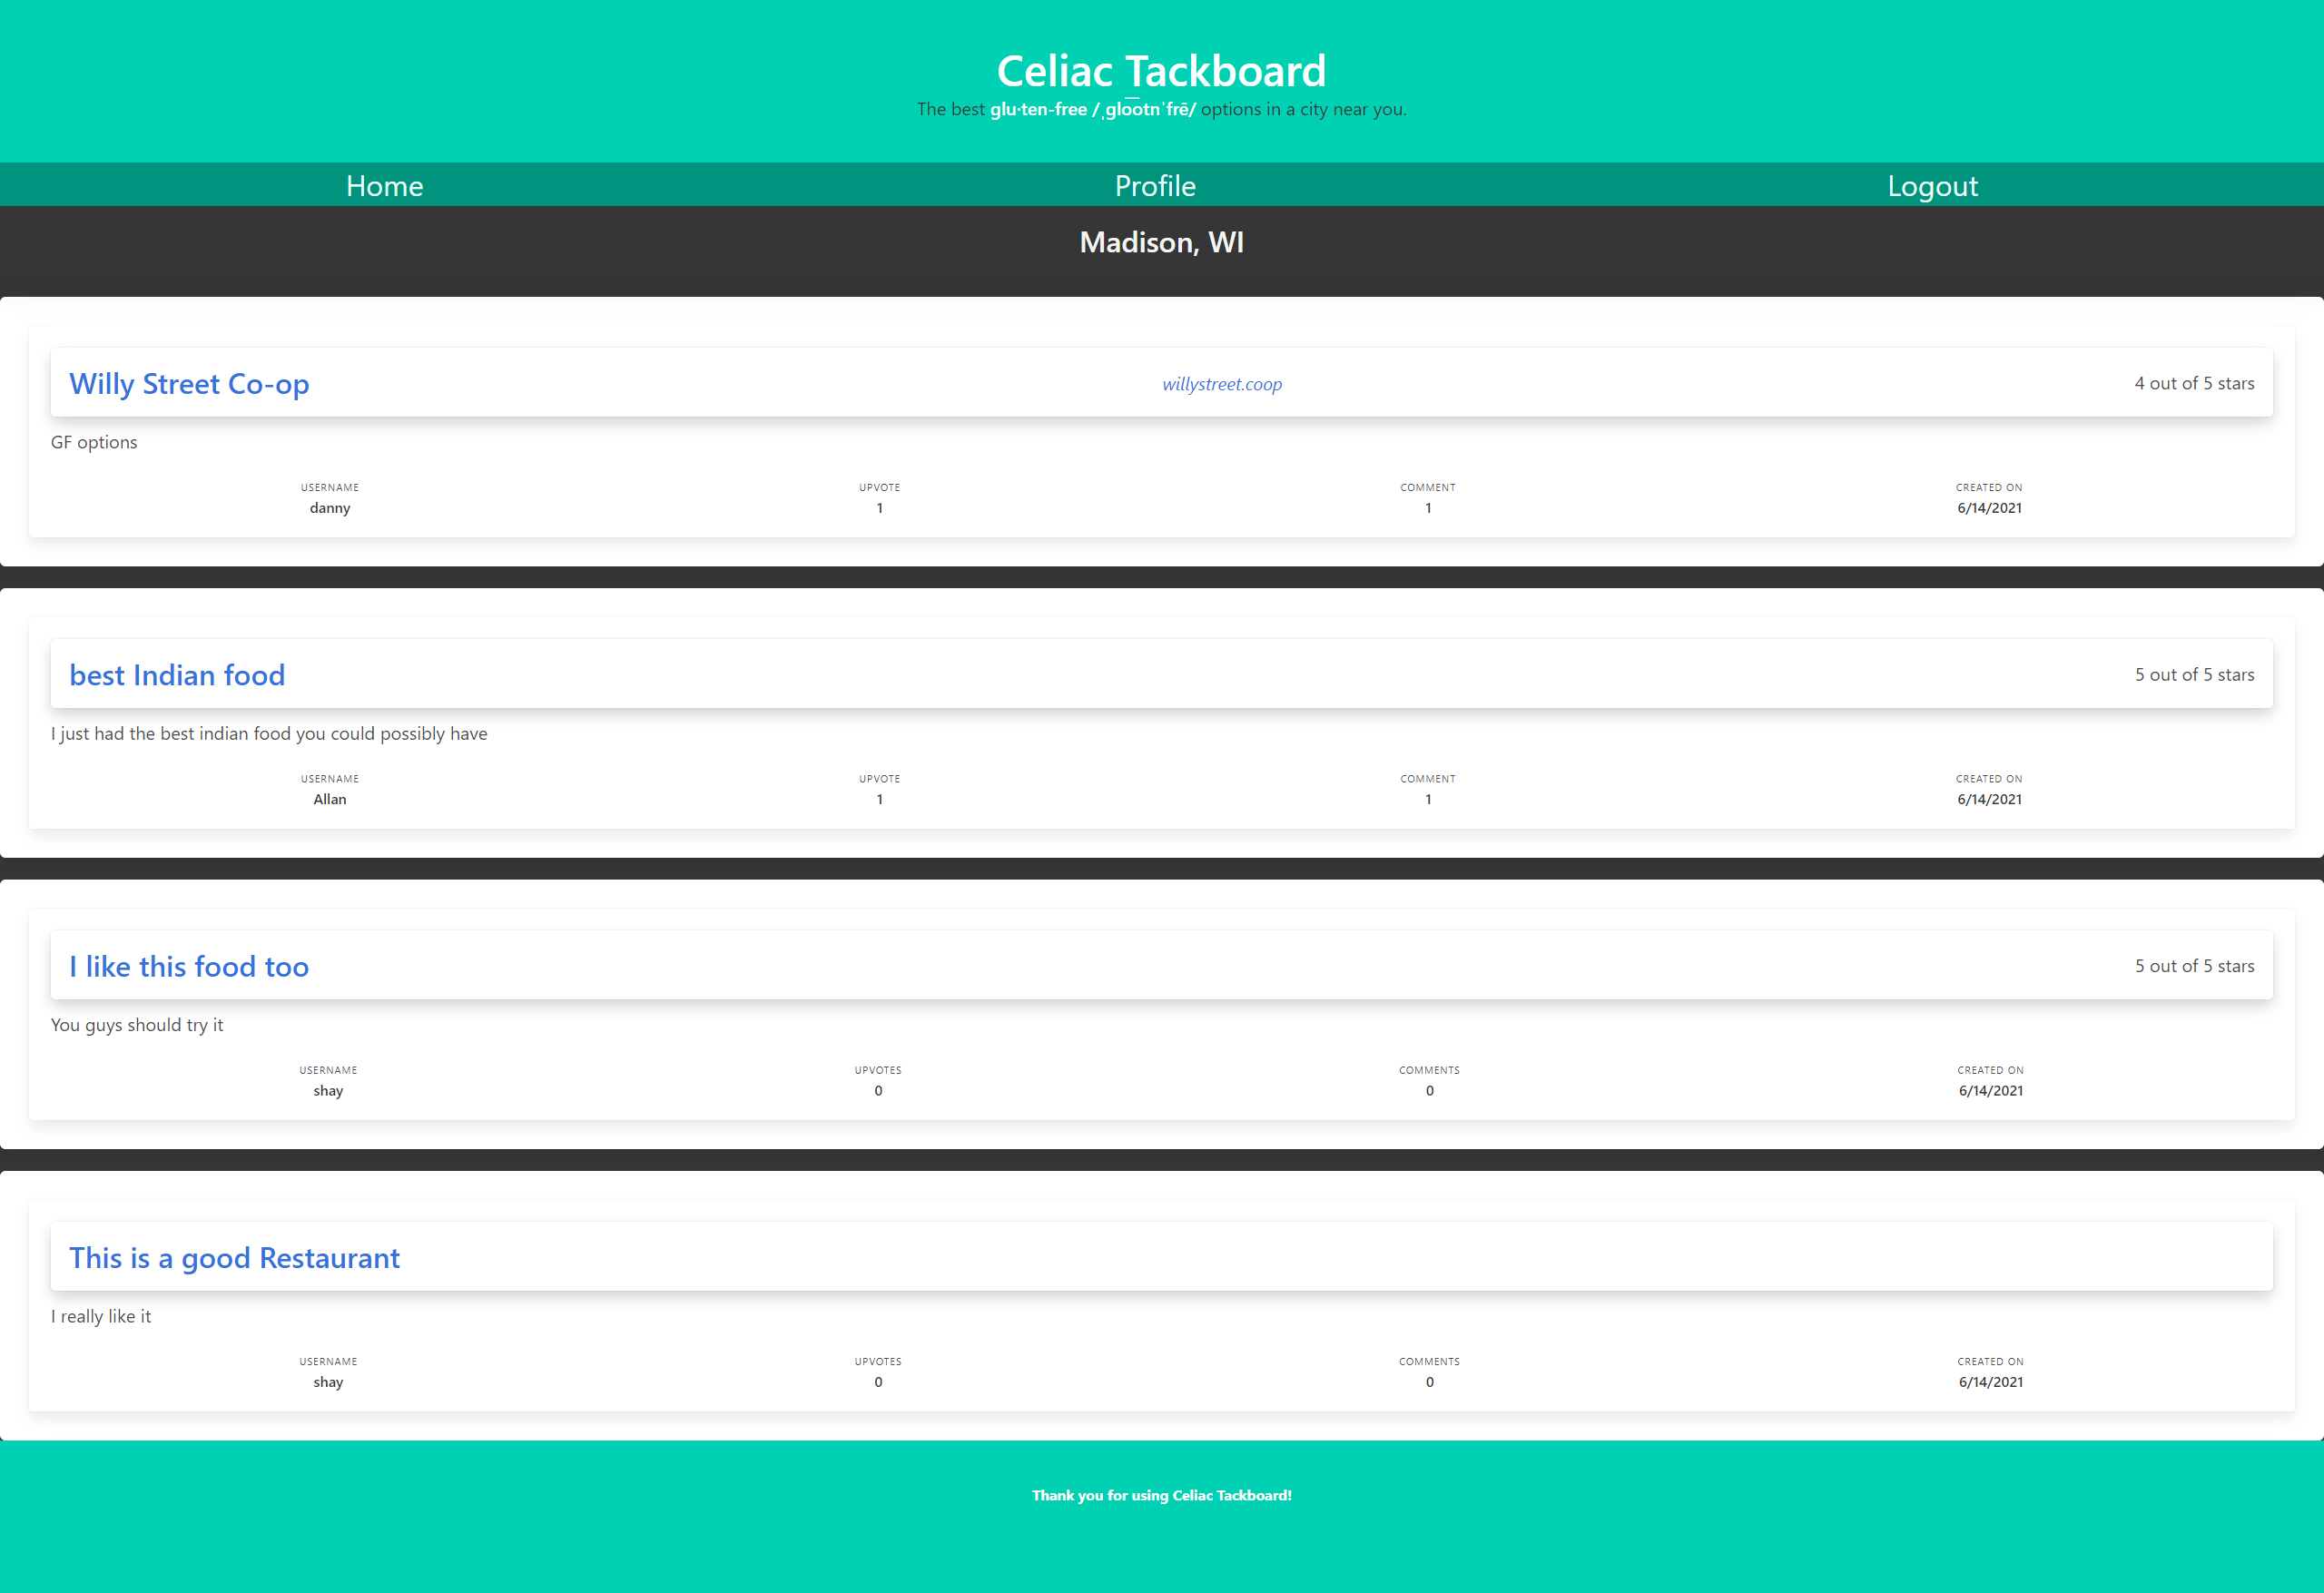 Celiac Tackboard
The best glu·ten-free /ˌglo͞otnˈfrē/ options in a city near you.
Home Profile Logout
Madison, WI
Willy Street Co-op willystreet.coop 4 out of 5 stars
GF options
USERNAME UPVOTE COMMENT CREATED ON
danny 1 1 6/14/2021
best Indian food 5 out of 5 stars
I just had the best indian food you could possibly have
USERNAME UPVOTE COMMENT CREATED ON
Allan 1 1 6/14/2021
I like this food too 5 out of 5 stars
You guys should try it
USERNAME UPVOTES COMMENTS CREATED ON
shay 0 0 6/14/2021
This is a good Restaurant
I really like it
USERNAME UPVOTES COMMENTS CREATED ON
shay 0 0 6/14/2021
Thank you for using Celiac Tackboard!